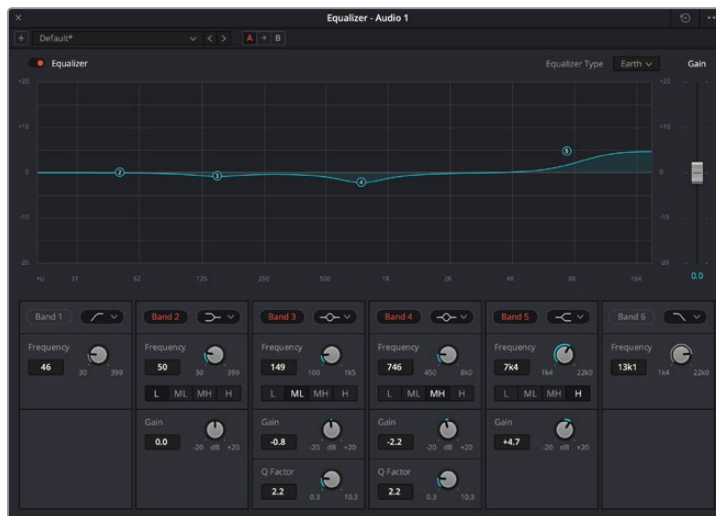 Equalizer - Audio 1
Default*
A B
Equalizer
Equalizer Type Earth Gain
+20 +20
+10 +10
0 0
-10 -10
-20 -20
2 3 4 5
Hz 31 62 125 250 500 1K 2K 4K 8K 16K
0.0
Band 1 Band 2 Band 3 Band 4 Band 5 Band 6
Frequency Frequency Frequency Frequency Frequency Frequency
46 30 399 50 30 399 149 100 1k5 746 450 8k0 7k4 1k4 22k0 13k1 1k4 22k0
L ML MH H L ML MH H L ML MH H L ML MH H
Gain Gain Gain Gain
0.0 -20 dB +20 -0.8 -20 dB +20 -2.2 -20 dB +20 +4.7 -20 dB +20
Q Factor Q Factor
2.2 0.3 10.3 2.2 0.3 10.3